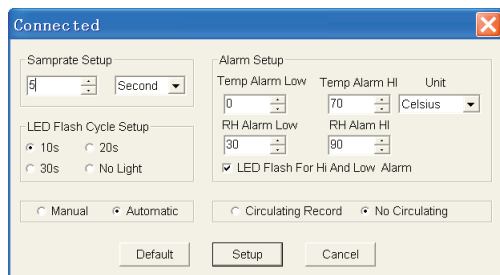 Connected
Samprate Setup
5 Second
LED Flash Cycle Setup
10s 20s
30s No Light
Alarm Setup
Temp Alarm Low Temp Alarm HI Unit
0 70 Celsius
RH Alarm Low RH Alam HI
30 90
LED Flash For Hi And Low Alarm
Manual Automatic
Circulating Record No Circulating
Default Setup Cancel